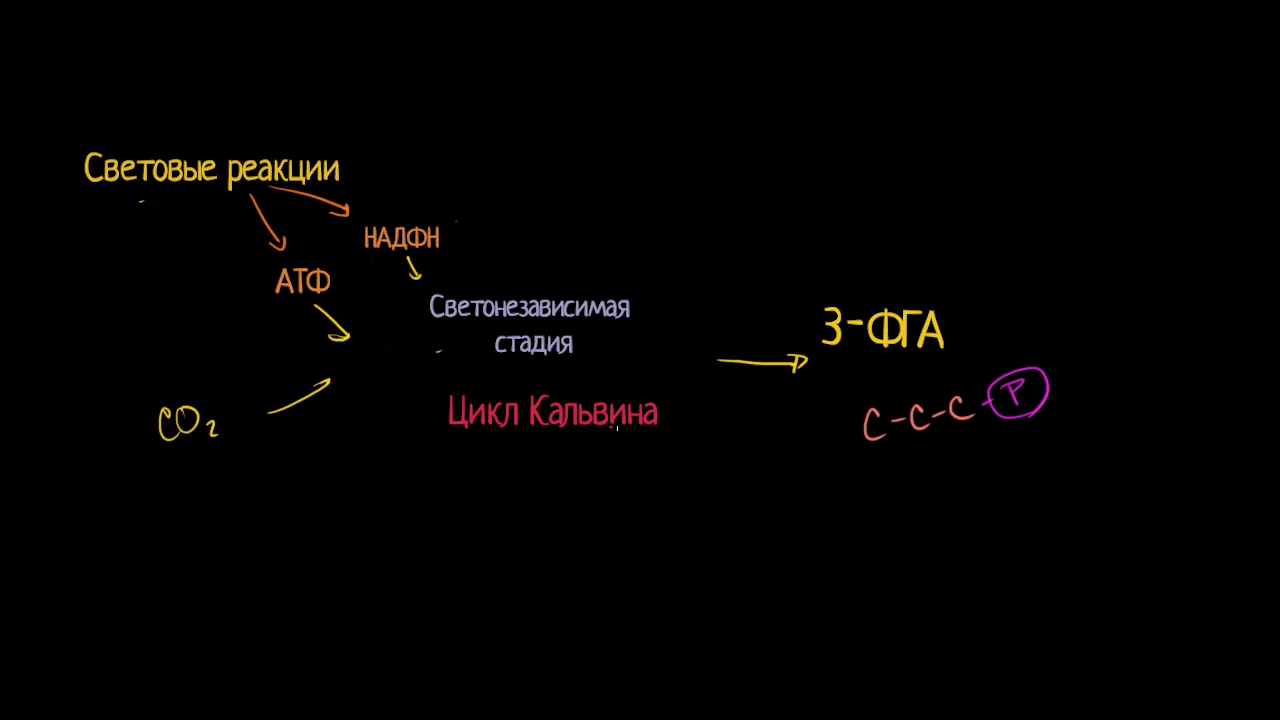 Световые реакции
НАДФН
АТФ
Светонезависимая
стадия
3-ФГА
C-C-C-P
Цикл Кальвина
CO₂